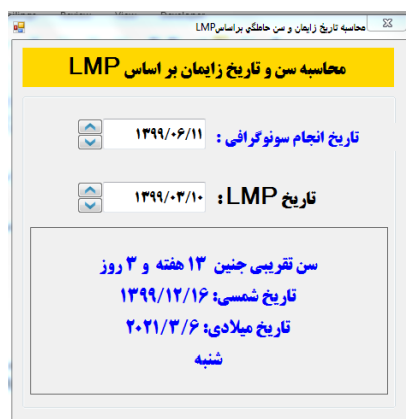 محاسبه تاریخ زایمان و سن حاملگی براساسLMP
محاسبه سن و تاریخ زایمان بر اساس LMP
تاریخ انجام سونوگرافی : ۱۳۹۹/۰۶/۱۱
تاریخ LMP : ۱۳۹۹/۰۳/۱۰
سن تقریبی جنین ۱۳ هفته و ۳ روز
تاریخ شمسی: ۱۳۹۹/۱۲/۱۶
تاریخ میلادی: ۲۰۲۱/۳/۶
شنبه